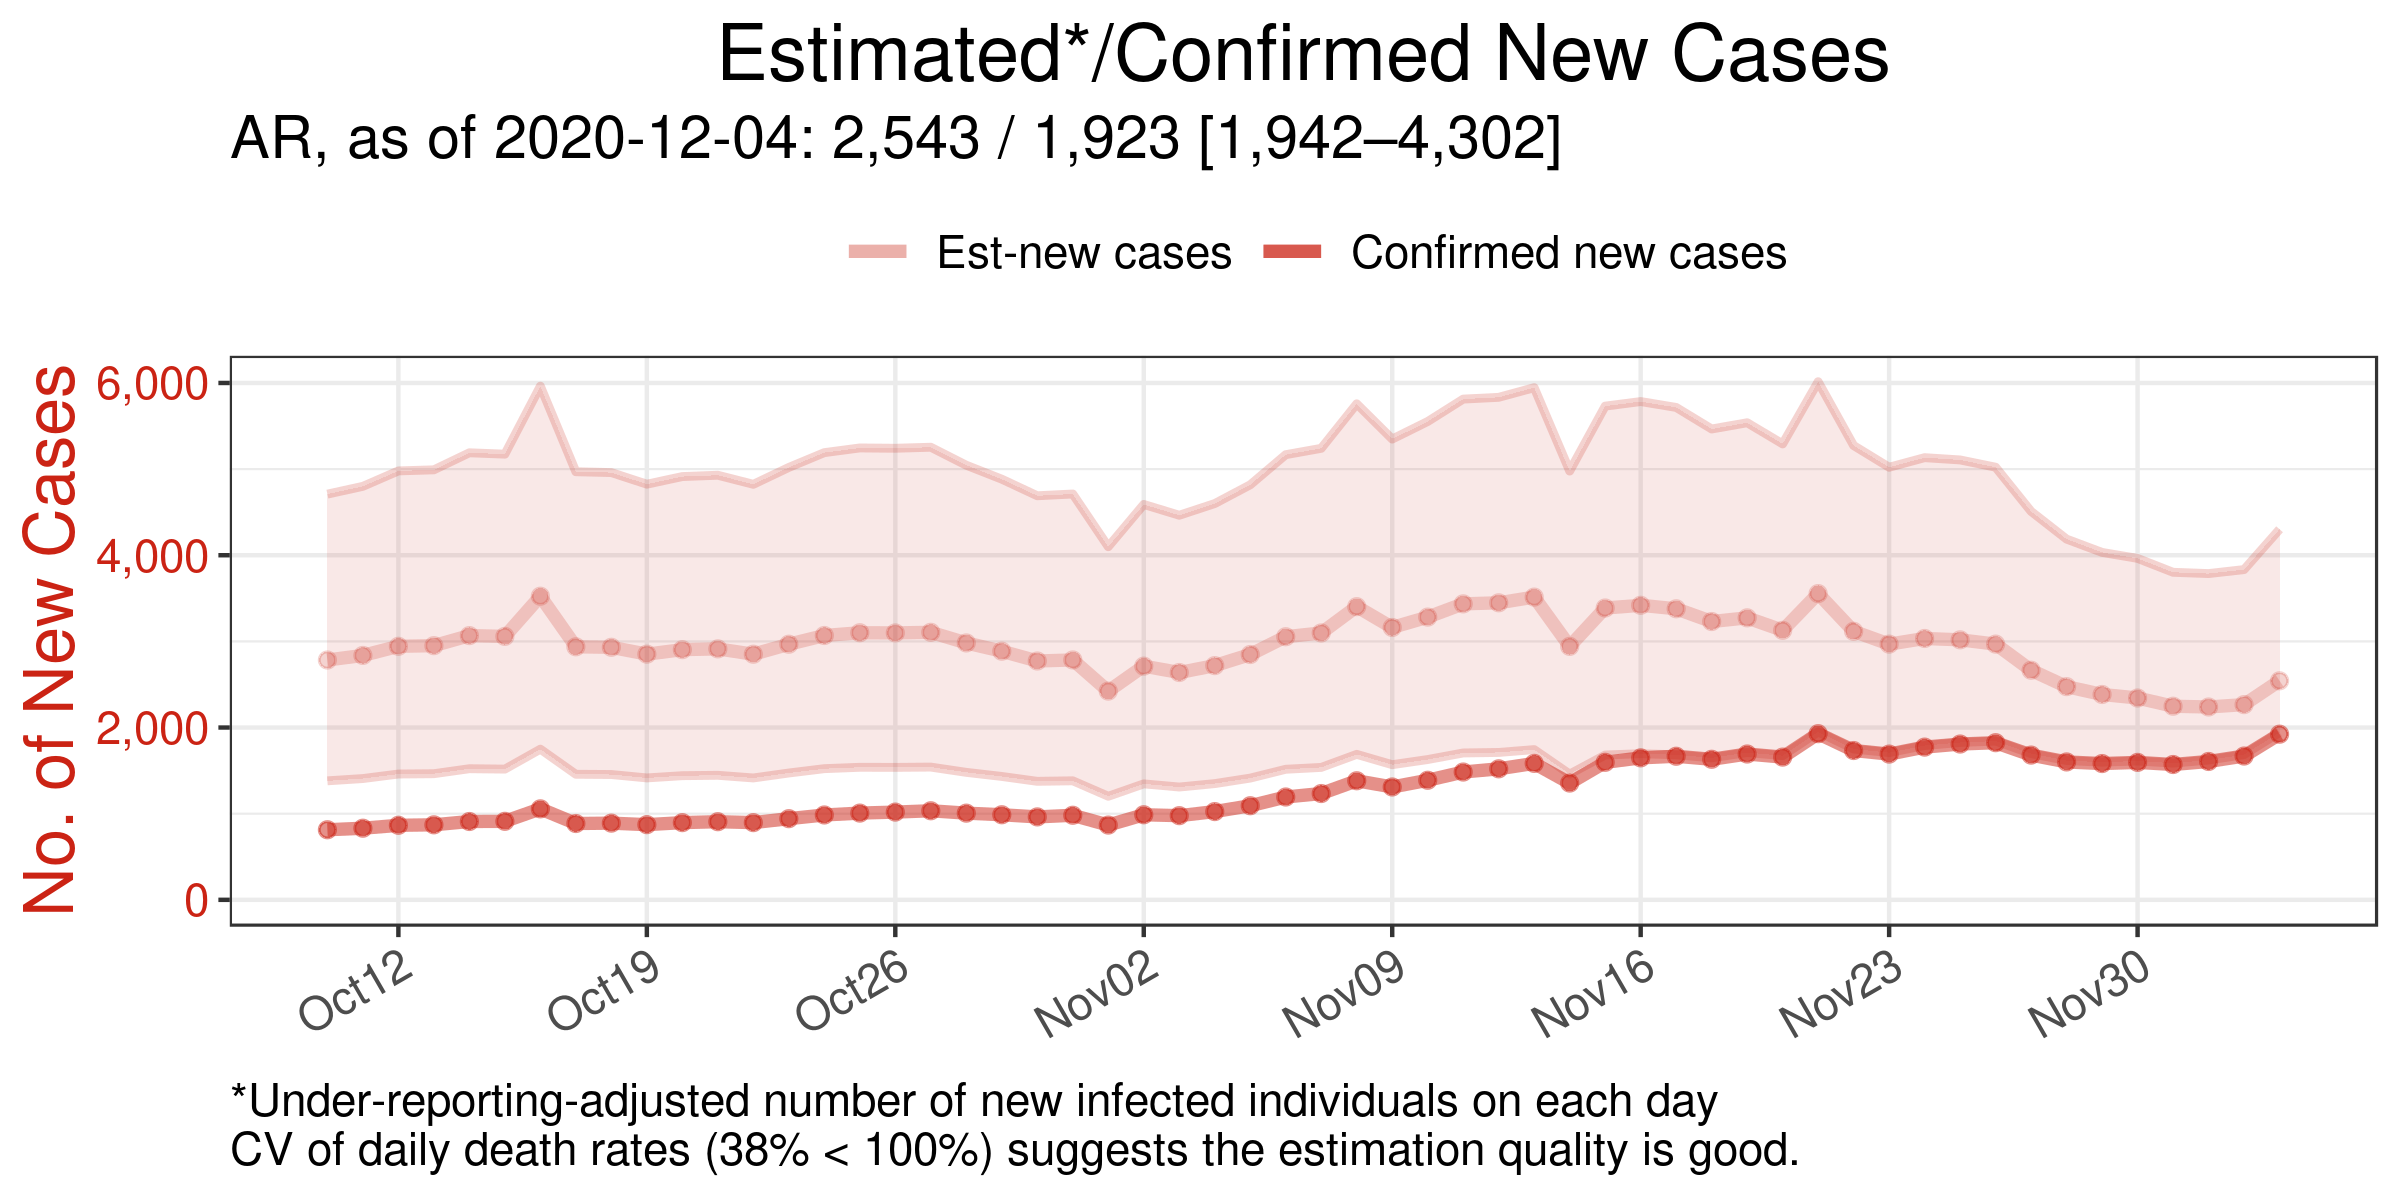 Estimated*/Confirmed New Cases
AR, as of 2020-12-04: 2,543 / 1,923 [1,942–4,302]
Est-new cases Confirmed new cases
No. of New Cases
6,000
4,000
2,000
0
Oct12 Oct19 Oct26 Nov02 Nov09 Nov16 Nov23 Nov30
*Under-reporting-adjusted number of new infected individuals on each day
CV of daily death rates (38% < 100%) suggests the estimation quality is good.